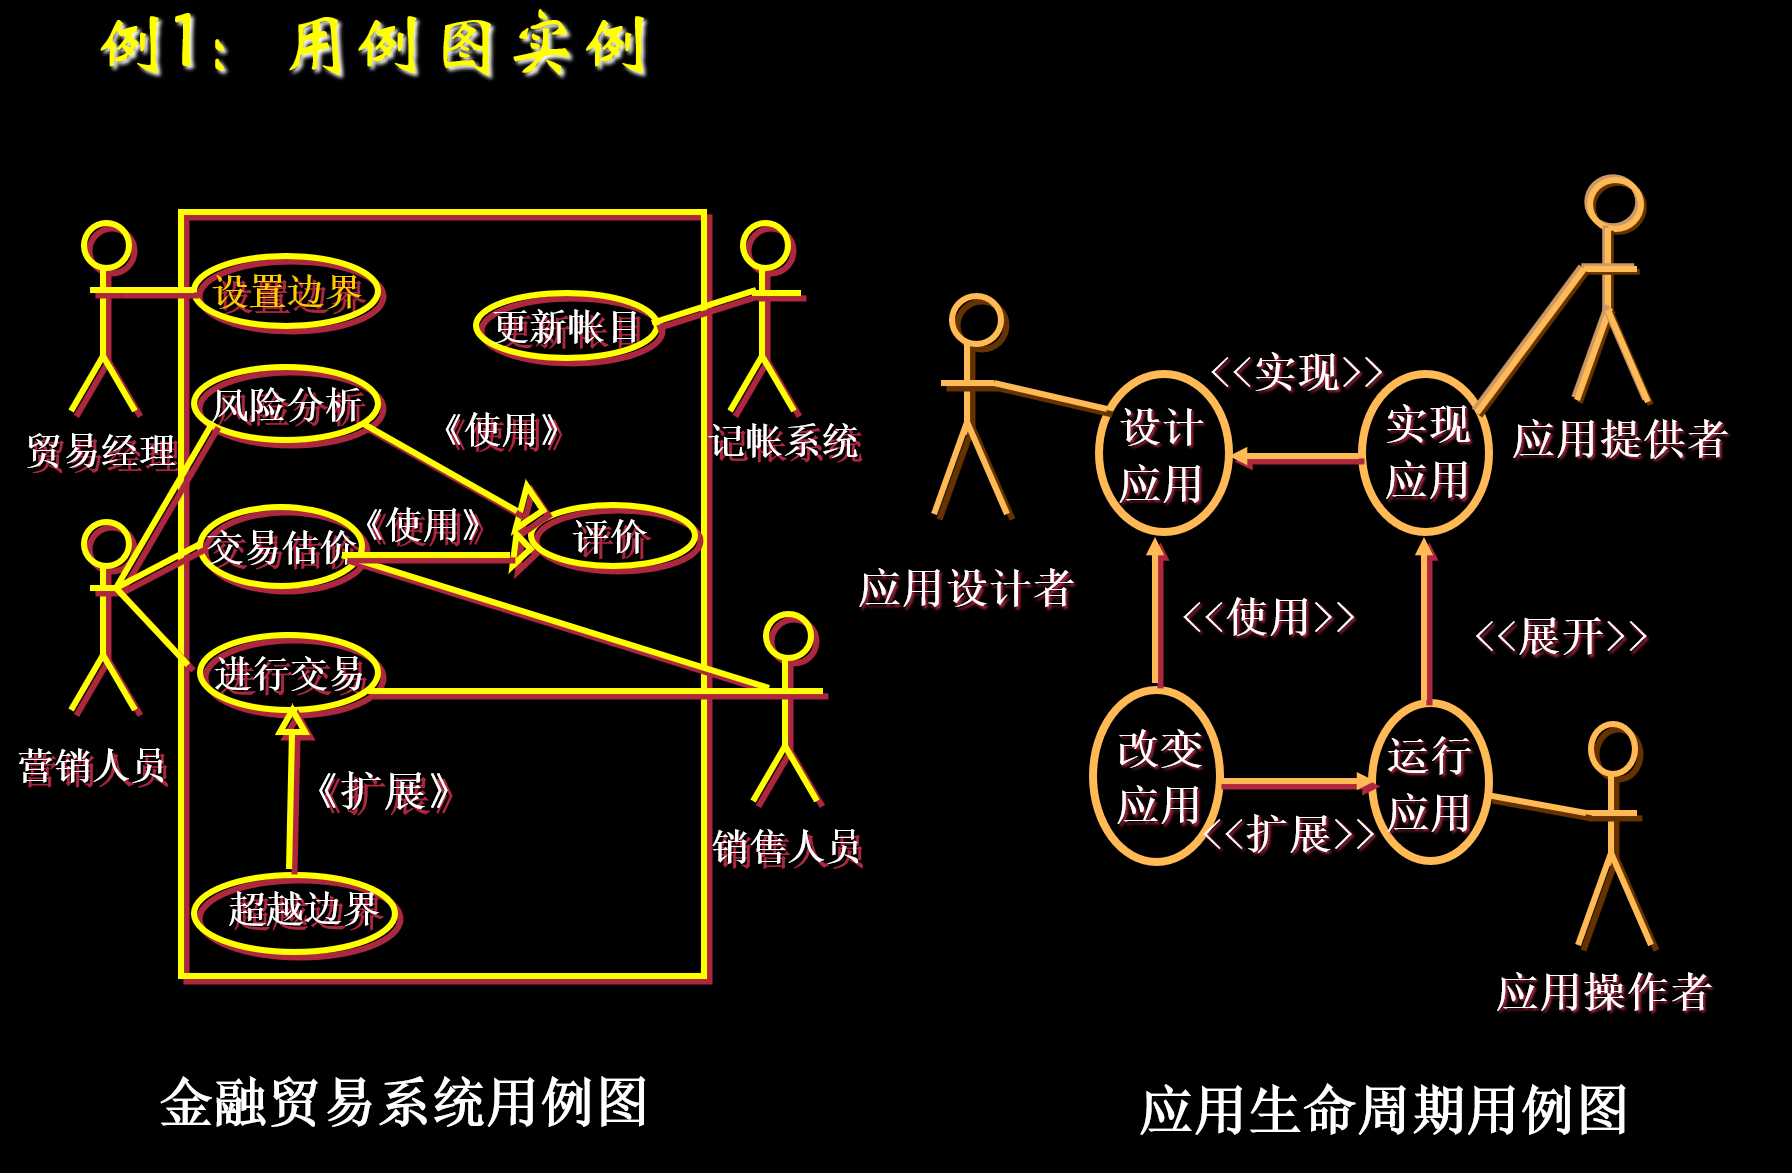 例1: 用例图实例
设置边界
更新帐目
风险分析
《使用》
贸易经理
记帐系统
交易估价
《使用》
评价
进行交易
营销人员
《扩展》
销售人员
超越边界
金融贸易系统用例图
<<实现>>
设计
应用
实现
应用
应用提供者
应用设计者
<<使用>>
<<展开>>
改变
应用
运行
应用
<<扩展>>
应用操作者
应用生命周期用例图